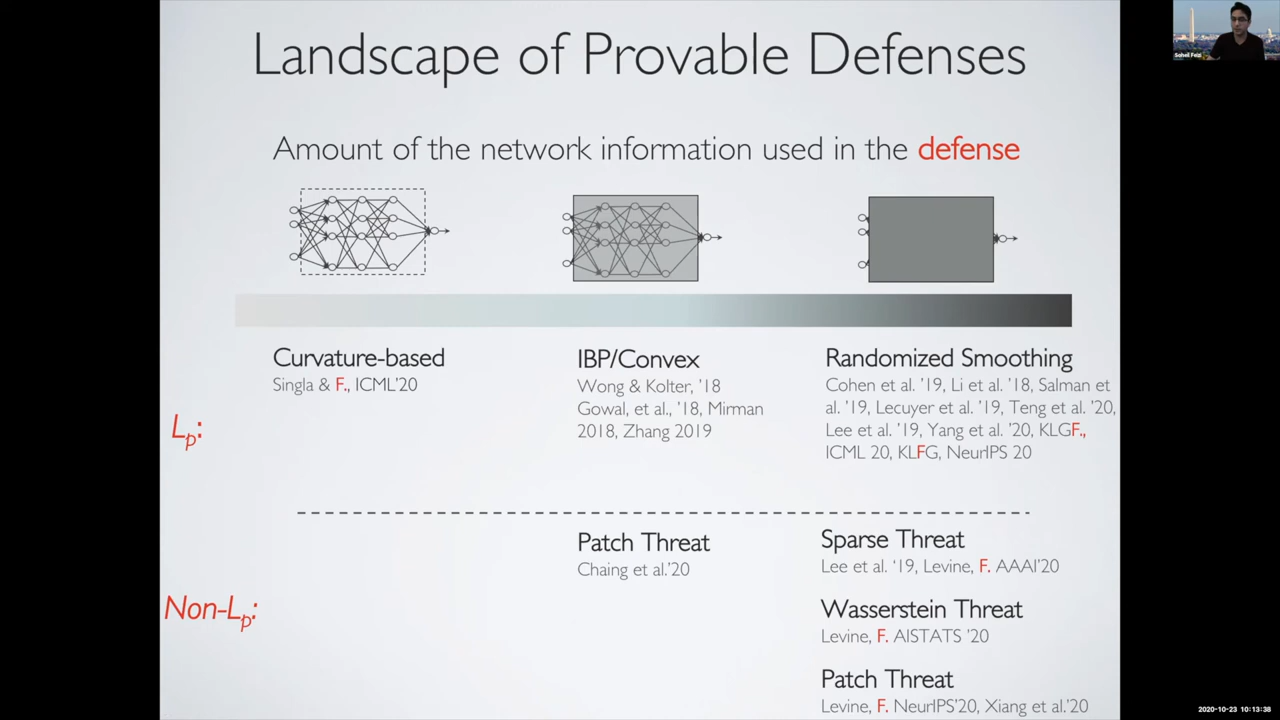 Landscape of Provable Defenses
Amount of the network information used in the defense
Curvature-based
Singla & F., ICML'20
IBP/Convex
Wong & Kolter, '18
Gowal, et al., '18, Mirman
2018, Zhang 2019
Randomized Smoothing
Cohen et al. '19, Li et al. '18, Salman et
al. '19, Lecuyer et al. '19, Teng et al. '20,
Lee et al. '19, Yang et al. '20, KLGF.,
ICML 20, KLFG, NeurIPS 20
Lp:
Non-Lp:
Patch Threat
Chaing et al.'20
Sparse Threat
Lee et al. '19, Levine, F. AAAI'20
Wasserstein Threat
Levine, F. AISTATS '20
Patch Threat
Levine, F. NeurIPS'20, Xiang et al.'20
Soheil Feizi
2020-10-23 10:13:38